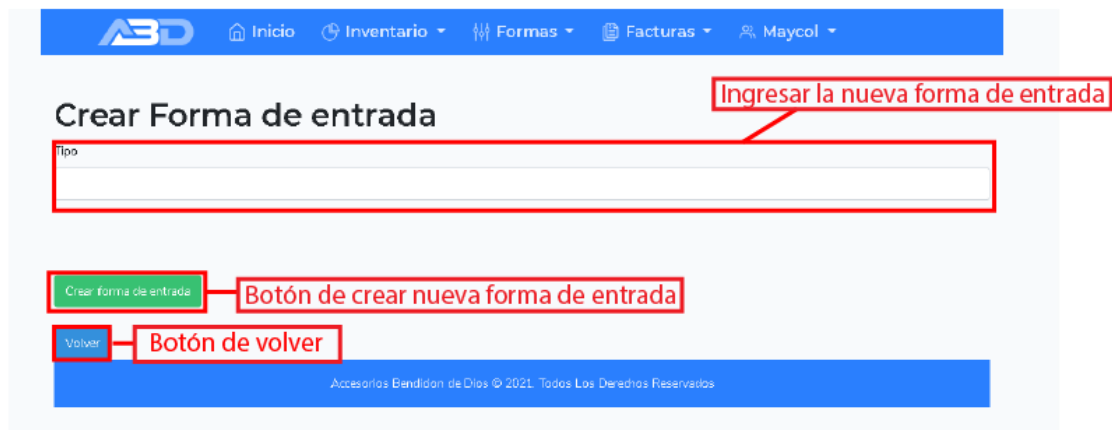 ABD Inicio Inventario Formas Facturas Maycol
Ingresar la nueva forma de entrada
Crear Forma de entrada
Tipo
Crear forma de entrada
Botón de crear nueva forma de entrada
Volver
Botón de volver
Accesorios Bendidon de Dios © 2021. Todos Los Derechos Reservados